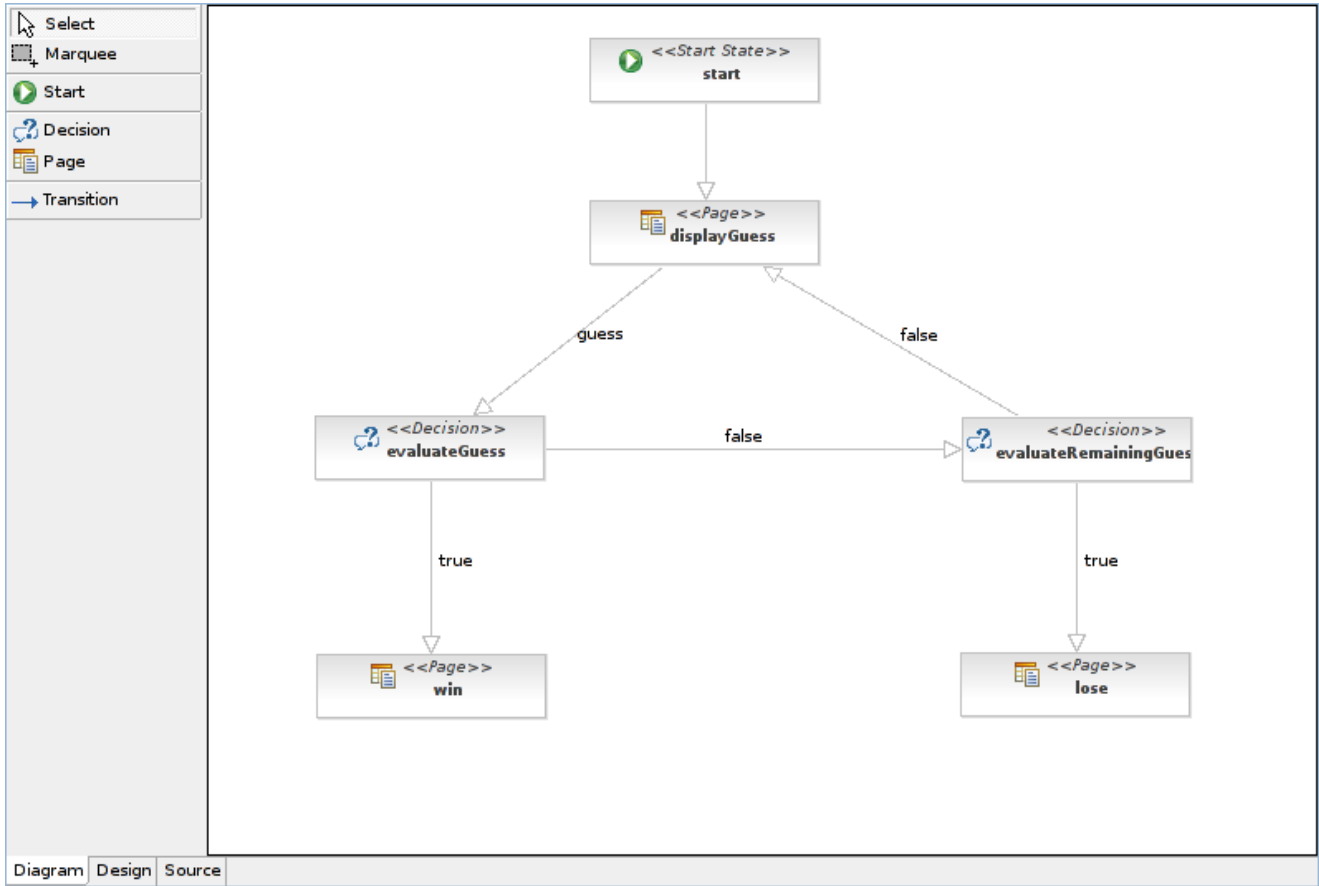 Select
Marquee
Start
Decision
Page
Transition
<<Start State>>
start
<<Page>>
displayGuess
guess
false
<<Decision>>
evaluateGuess
false
<<Decision>>
evaluateRemainingGues
true
true
<<Page>>
win
<<Page>>
lose
Diagram Design Source